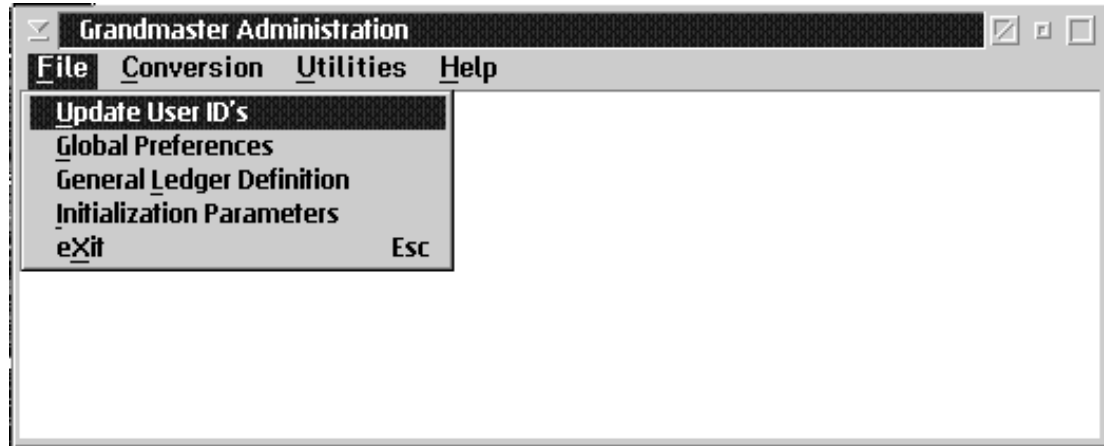 Grandmaster Administration
File Conversion Utilities Help
Update User ID's
Global Preferences
General Ledger Definition
Initialization Parameters
eXit Esc